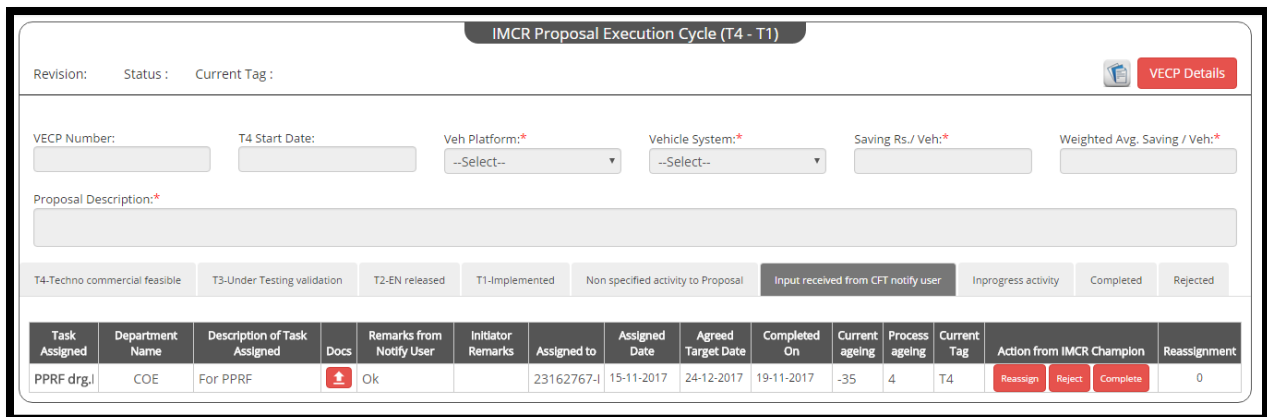 IMCR Proposal Execution Cycle (T4 - T1)
Revision: Status : Current Tag : VECP Details
VECP Number: T4 Start Date: Veh Platform:* Vehicle System:* Saving Rs./ Veh:* Weighted Avg. Saving / Veh:*
--Select-- --Select--
Proposal Description:*
T4-Techno commercial feasible T3-Under Testing validation T2-EN released T1-Implemented Non specified activity to Proposal Input received from CFT notify user Inprogress activity Completed Rejected
Task Department Description of Task Remarks from Initiator Assigned Agreed Completed Current Process Current
Assigned Name Assigned Docs Notify User Remarks Assigned to Date Target Date On ageing ageing Tag Action from IMCR Champion Reassignment
PPRF drg. COE For PPRF Ok 23162767-I 15-11-2017 24-12-2017 19-11-2017 -35 4 T4 Reassign Reject Complete 0